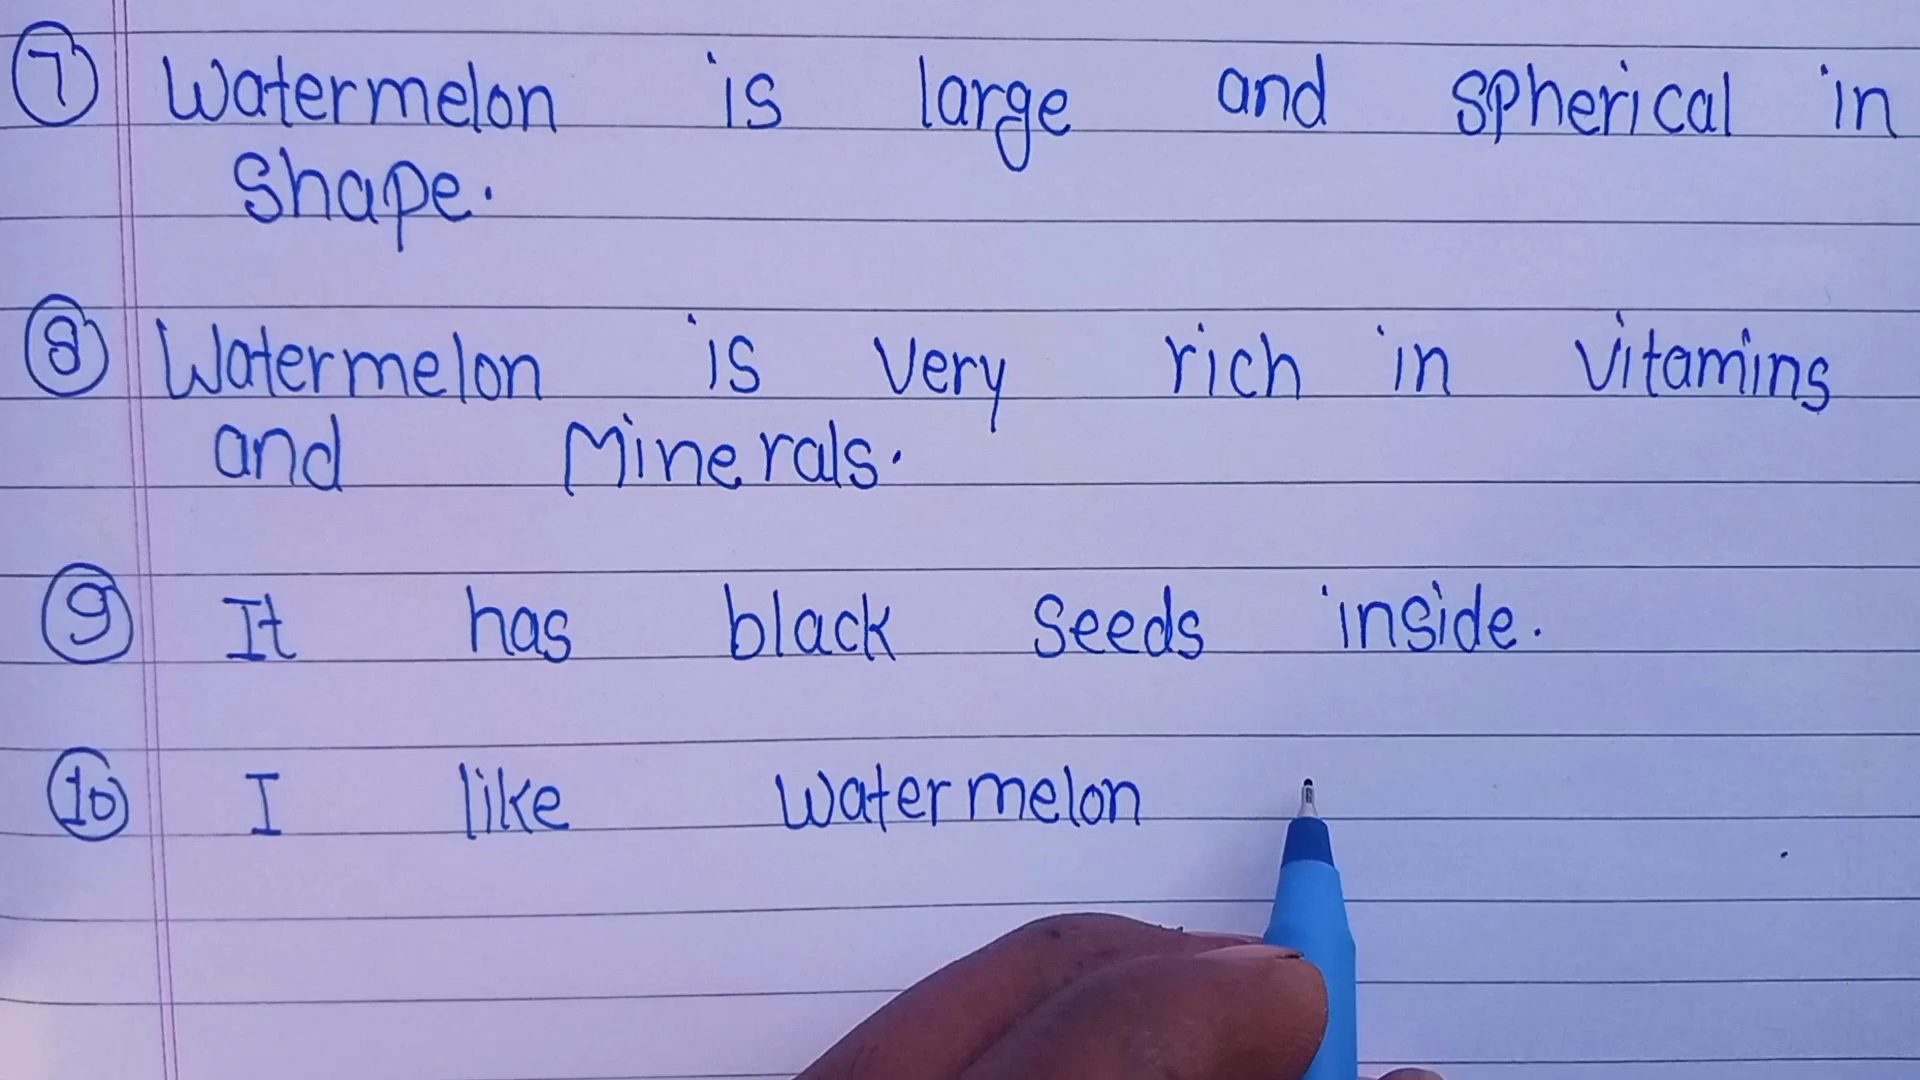 7 Watermelon is large and spherical in
shape.
8 Watermelon is very rich in vitamins
and Minerals.
9 It has black seeds inside.
10 I like watermelon